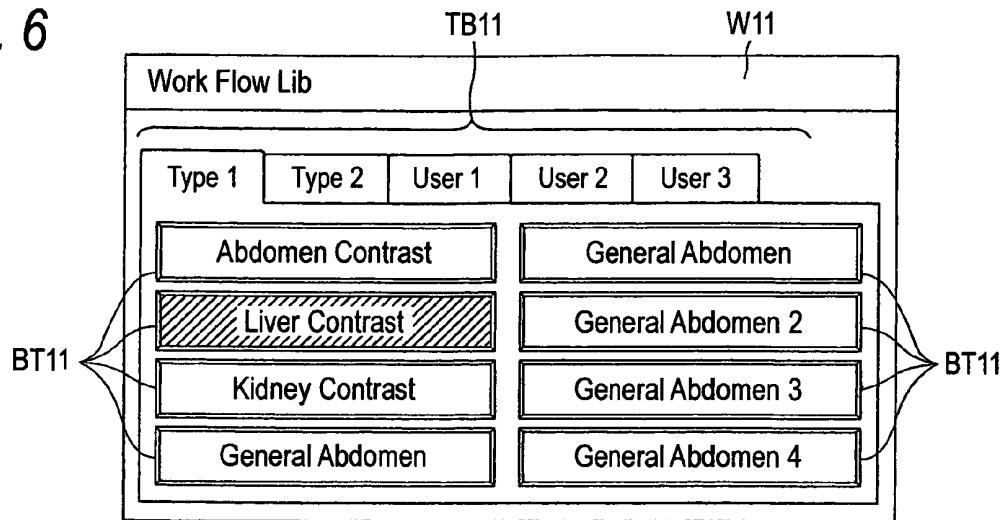 . 6
TB11
W11
Work Flow Lib
Type 1 Type 2 User 1 User 2 User 3
Abdomen Contrast General Abdomen
Liver Contrast General Abdomen 2
BT11 BT11
Kidney Contrast General Abdomen 3
General Abdomen General Abdomen 4